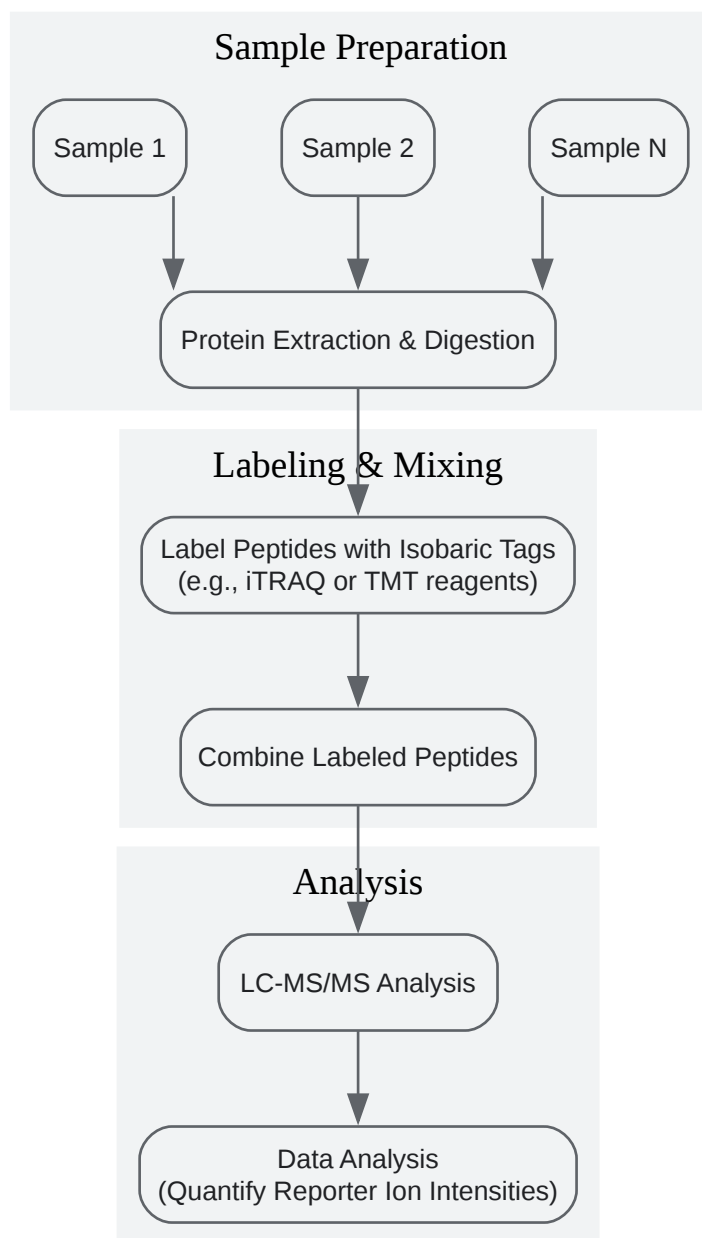 Sample Preparation
Sample 1
Sample 2
Sample N
Protein Extraction & Digestion
Labeling & Mixing
Label Peptides with Isobaric Tags
(e.g., iTRAQ or TMT reagents)
Combine Labeled Peptides
Analysis
LC-MS/MS Analysis
Data Analysis
(Quantify Reporter Ion Intensities)